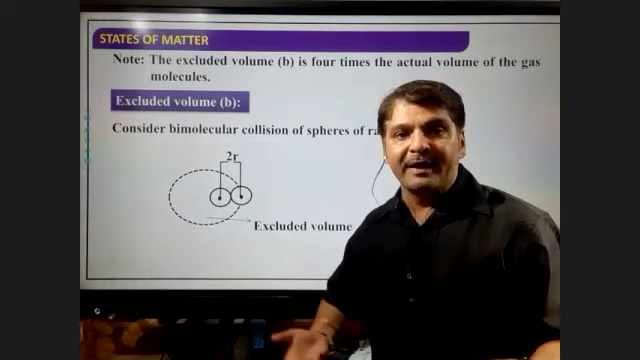 STATES OF MATTER
Note: The excluded volume (b) is four times the actual volume of the gas
molecules.
Excluded volume (b):
Consider bimolecular collision of spheres of
2r
Excluded volume